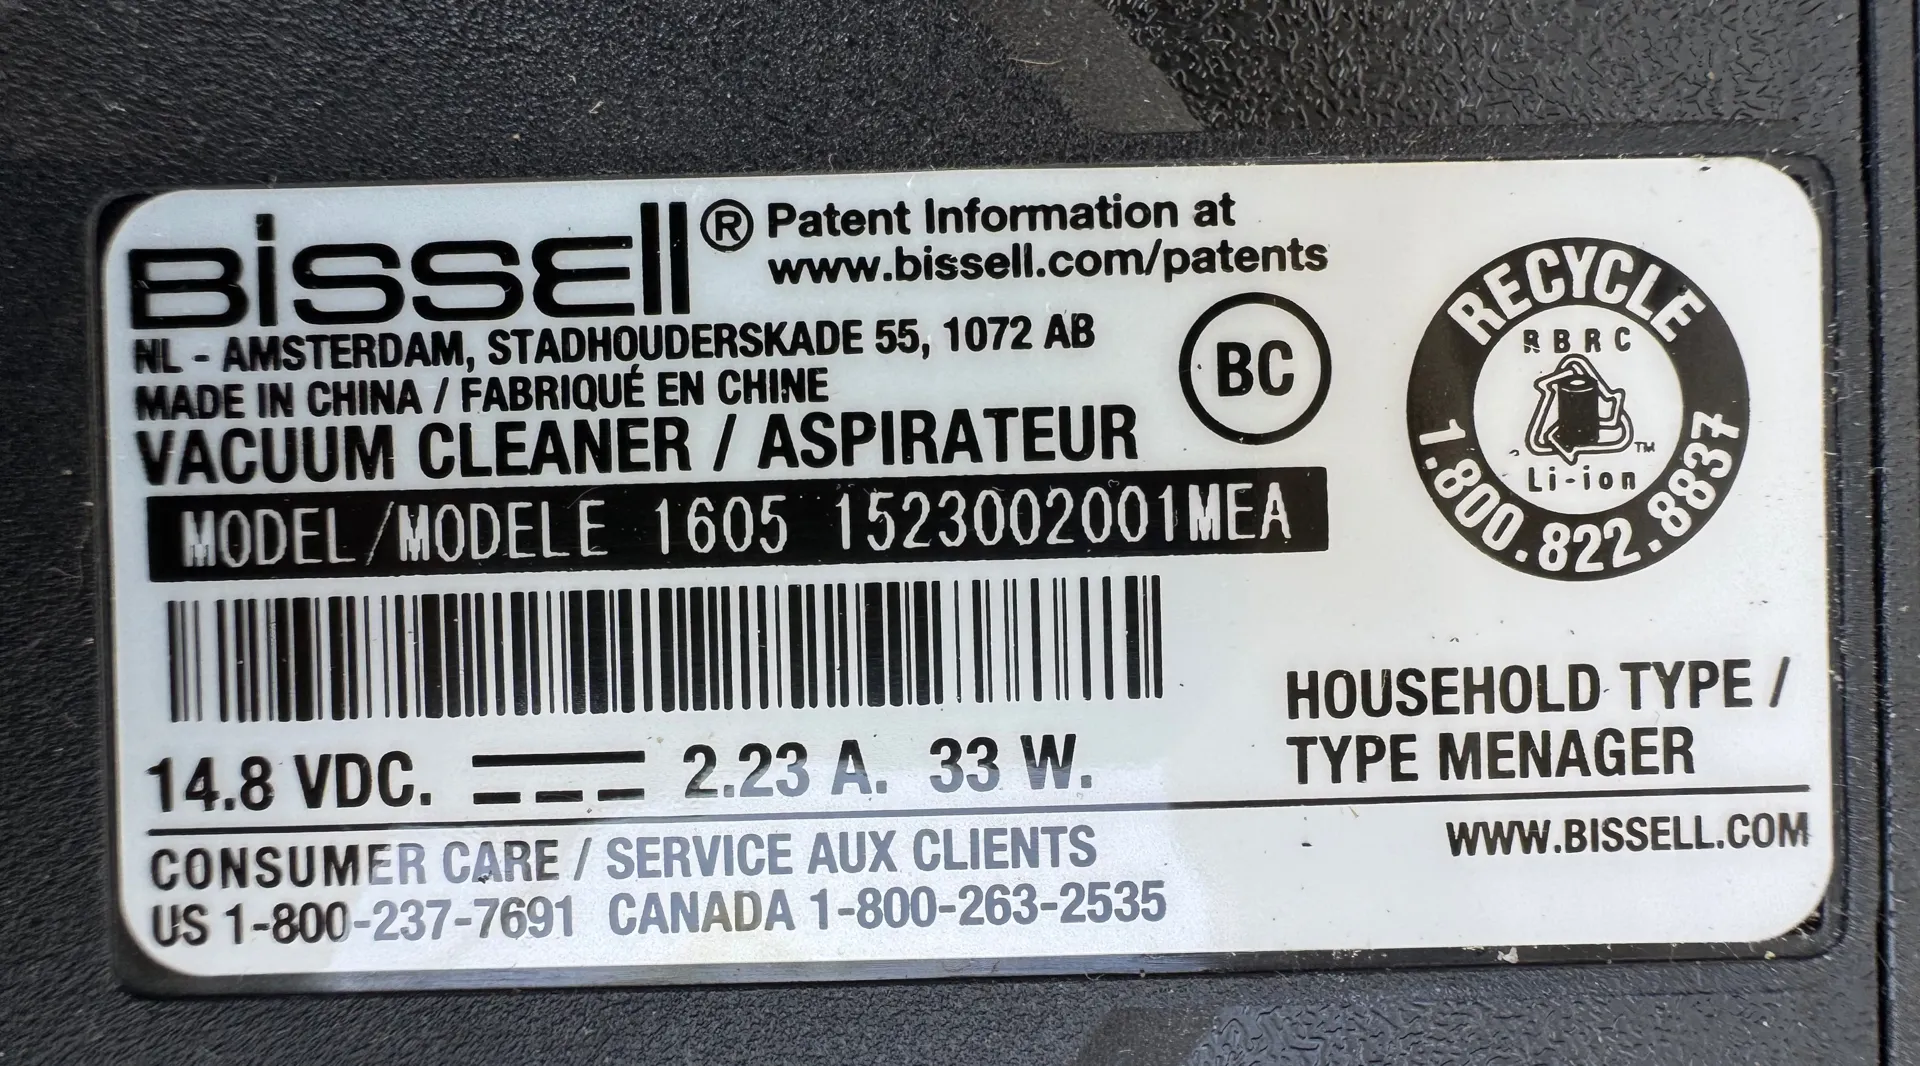 Bissell® Patent Information at
www.bissell.com/patents
NL - AMSTERDAM, STADHOUDERSKADE 55, 1072 AB
MADE IN CHINA / FABRIQUÉ EN CHINE
VACUUM CLEANER / ASPIRATEUR
BC
MODEL/MODELE 1605 1523002001MEA
RECYCLE
RBRC
TM
Li-ion
1.800.822.8837
14.8 VDC. 2.23 A. 33 W.
HOUSEHOLD TYPE /
TYPE MENAGER
CONSUMER CARE / SERVICE AUX CLIENTS
US 1-800-237-7691 CANADA 1-800-263-2535
WWW.BISSELL.COM